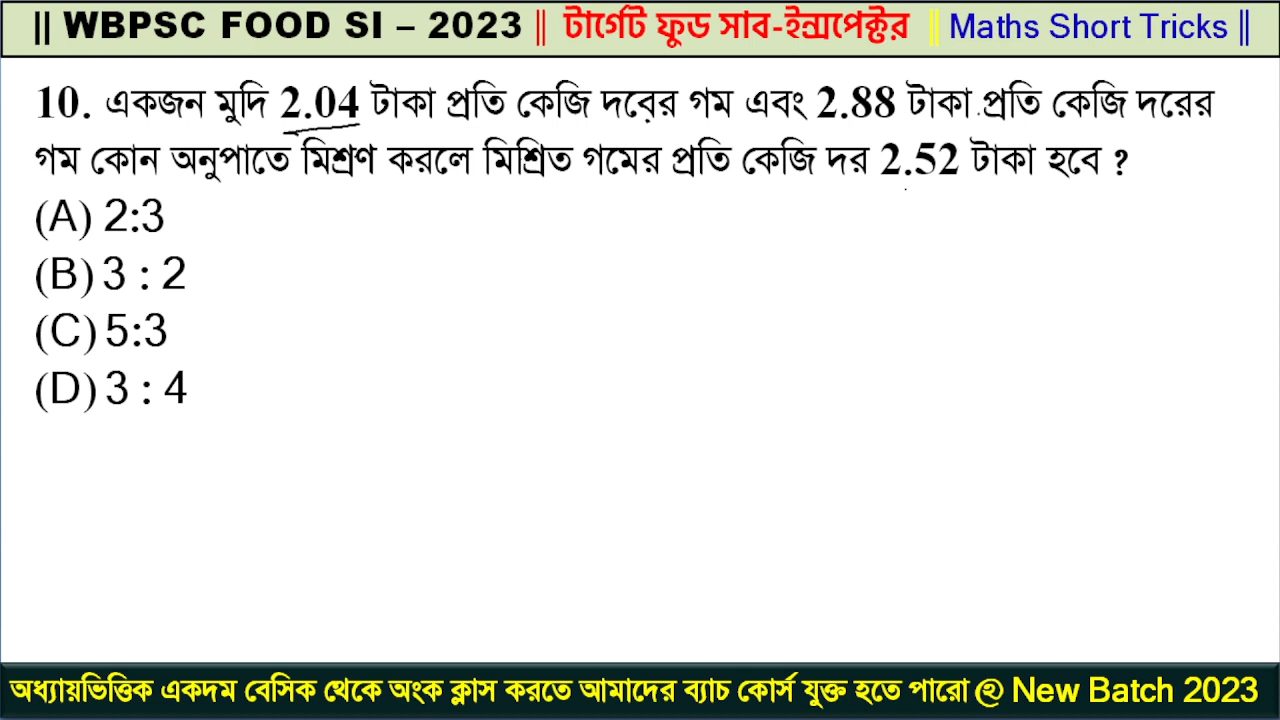 || WBPSC FOOD SI – 2023 || টার্গেট ফুড সাব-ইন্সপেক্টর || Maths Short Tricks ||
10. একজন মুদি 2.04 টাকা প্রতি কেজি দরের গম এবং 2.88 টাকা প্রতি কেজি দরের
গম কোন অনুপাতে মিশ্রণ করলে মিশ্রিত গমের প্রতি কেজি দর 2.52 টাকা হবে ?
(A) 2:3
(B) 3 : 2
(C) 5:3
(D) 3 : 4
অধ্যায়ভিত্তিক একদম বেসিক থেকে অংক ক্লাস করতে আমাদের ব্যাচ কোর্স যুক্ত হতে পারো @ New Batch 2023